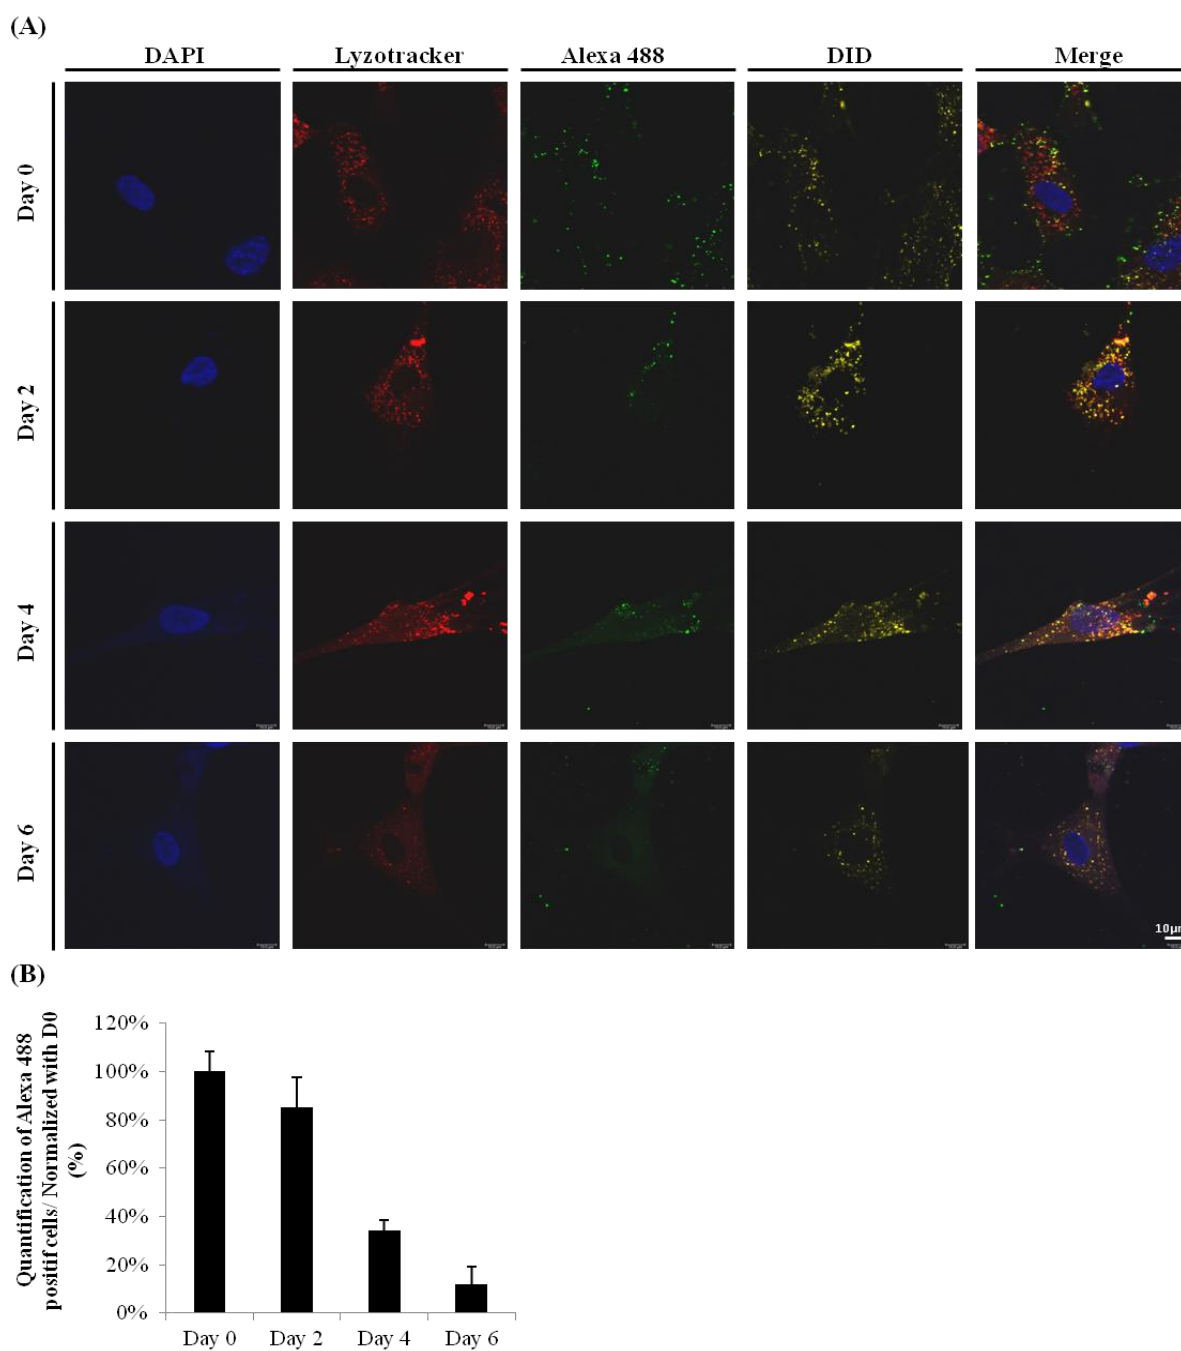 (A)
DAPI Lyzotracker Alexa 488 DID Merge
Day 0
Day 2
Day 4
Day 6
10µm
(B)
Quantification of Alexa 488
positif cells/ Normalized with D0
(%)
120%
100%
80%
60%
40%
20%
0%
Day 0 Day 2 Day 4 Day 6